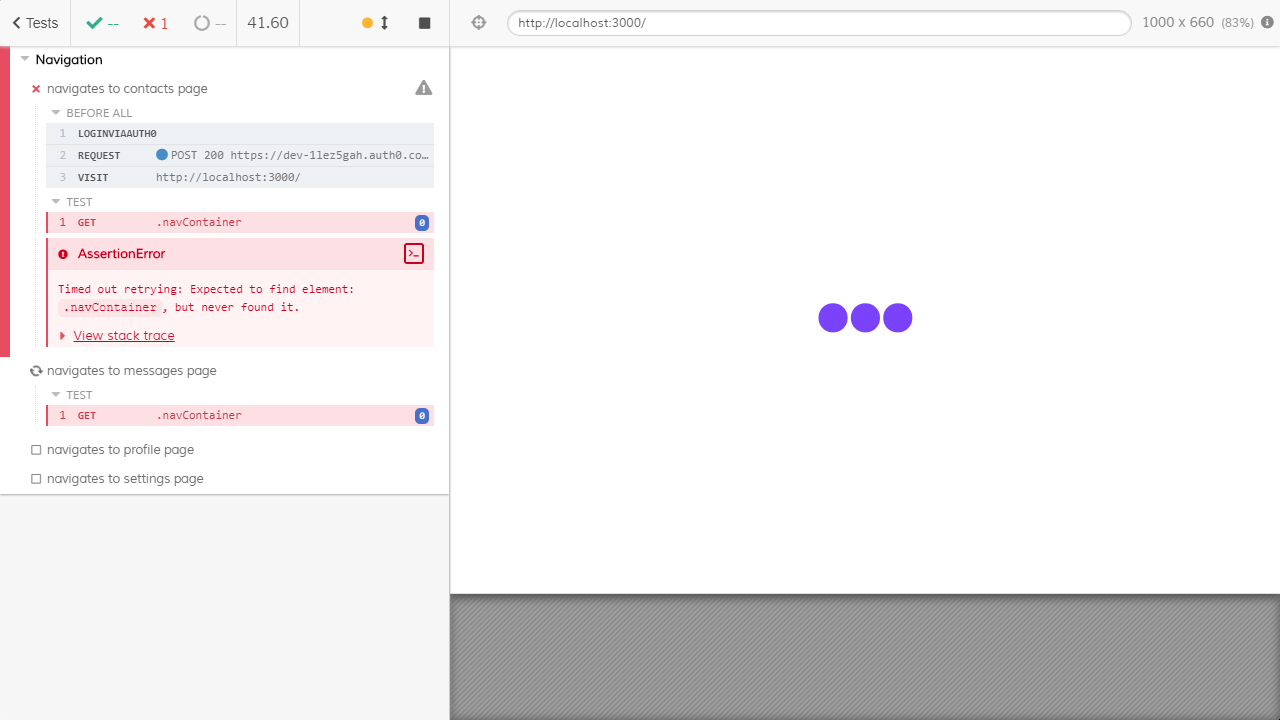 Tests -- 1 -- 41.60
http://localhost:3000/ 1000 x 660 (83%)
Navigation
navigates to contacts page
BEFORE ALL
1 LOGINVIAAUTH0
2 REQUEST POST 200 https://dev-1lez5gah.auth0.co…
3 VISIT http://localhost:3000/
TEST
1 GET .navContainer 0
AssertionError
Timed out retrying: Expected to find element:
.navContainer, but never found it.
View stack trace
navigates to messages page
TEST
1 GET .navContainer 0
navigates to profile page
navigates to settings page